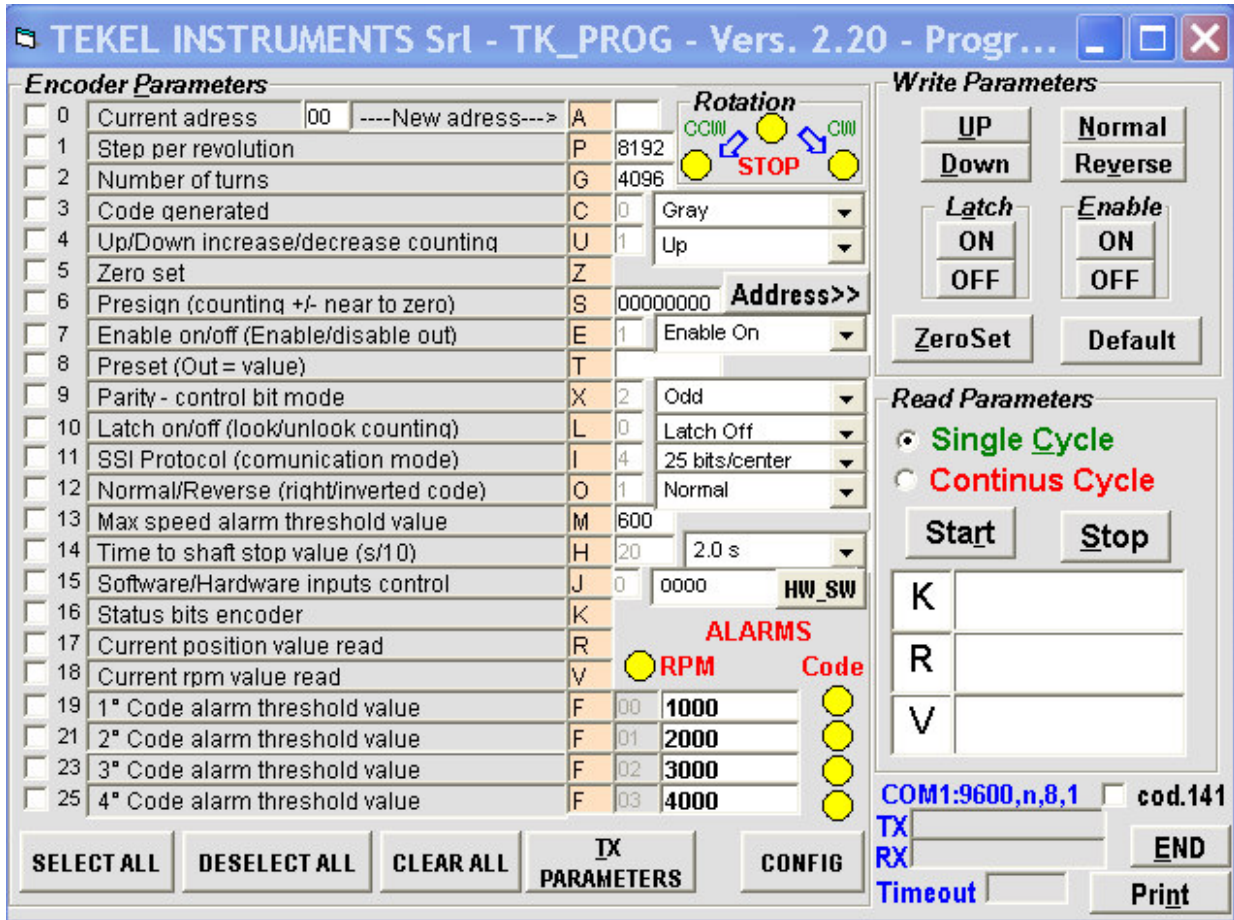 TEKEL INSTRUMENTS Srl - TK_PROG - Vers. 2.20 - Progr...
Encoder Parameters
0 Current adress 00 ----New adress---> A
1 Step per revolution P 8192
2 Number of turns G 4096
3 Code generated C 0 Gray
4 Up/Down increase/decrease counting U 1 Up
5 Zero set Z
6 Presign (counting +/- near to zero) S 00000000 Address>>
7 Enable on/off (Enable/disable out) E 1 Enable On
8 Preset (Out = value) T
9 Parity - control bit mode X 2 Odd
10 Latch on/off (look/unlook counting) L 0 Latch Off
11 SSI Protocol (comunication mode) I 4 25 bits/center
12 Normal/Reverse (right/inverted code) O 1 Normal
13 Max speed alarm threshold value M 600
14 Time to shaft stop value (s/10) H 20 2.0 s
15 Software/Hardware inputs control J 0 0000 HW_SW
16 Status bits encoder K
17 Current position value read R
18 Current rpm value read V
19 1° Code alarm threshold value F 00 1000
21 2° Code alarm threshold value F 01 2000
23 3° Code alarm threshold value F 02 3000
25 4° Code alarm threshold value F 03 4000
Rotation
CCW CW
STOP
ALARMS
RPM Code
SELECT ALL DESELECT ALL CLEAR ALL TX PARAMETERS CONFIG
Write Parameters
UP Normal
Down Reverse
Latch Enable
ON ON
OFF OFF
ZeroSet Default
Read Parameters
Single Cycle
Continus Cycle
Start Stop
K
R
V
COM1:9600,n,8,1 cod.141
TX
RX END
Timeout Print